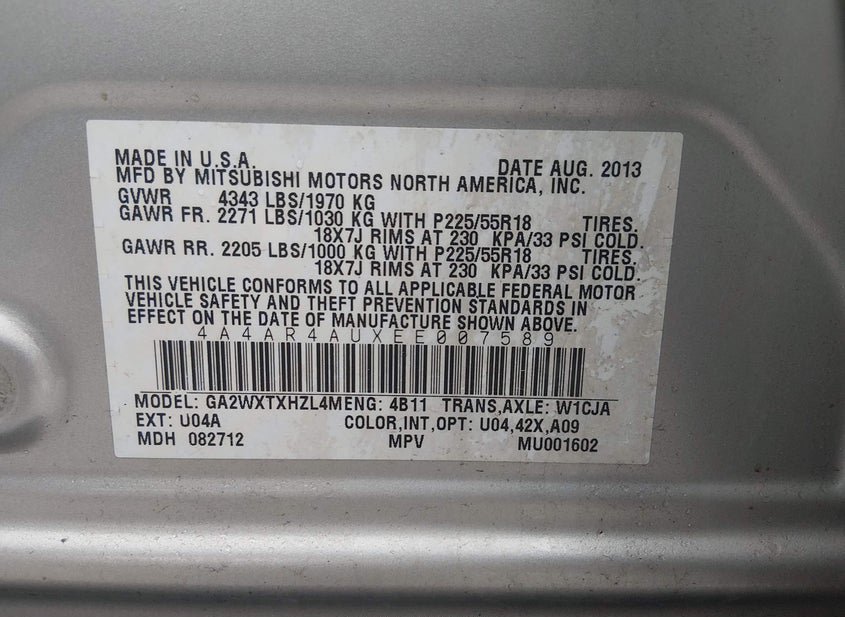 MADE IN U.S.A. DATE AUG. 2013
MFD BY MITSUBISHI MOTORS NORTH AMERICA, INC.
GVWR 4343 LBS/1970 KG
GAWR FR. 2271 LBS/1030 KG WITH P225/55R18 TIRES.
18X7J RIMS AT 230 KPA/33 PSI COLD.
GAWR RR. 2205 LBS/1000 KG WITH P225/55R18 TIRES.
18X7J RIMS AT 230 KPA/33 PSI COLD.
THIS VEHICLE CONFORMS TO ALL APPLICABLE FEDERAL MOTOR
VEHICLE SAFETY AND THEFT PREVENTION STANDARDS IN
EFFECT ON THE DATE OF MANUFACTURE SHOWN ABOVE.
4A4AR4AUXEE007589
MODEL: GA2WXTXHZL4MENG: 4B11 TRANS,AXLE: W1CJA
EXT: U04A COLOR,INT,OPT: U04,42X,A09
MDH 082712 MPV MU001602